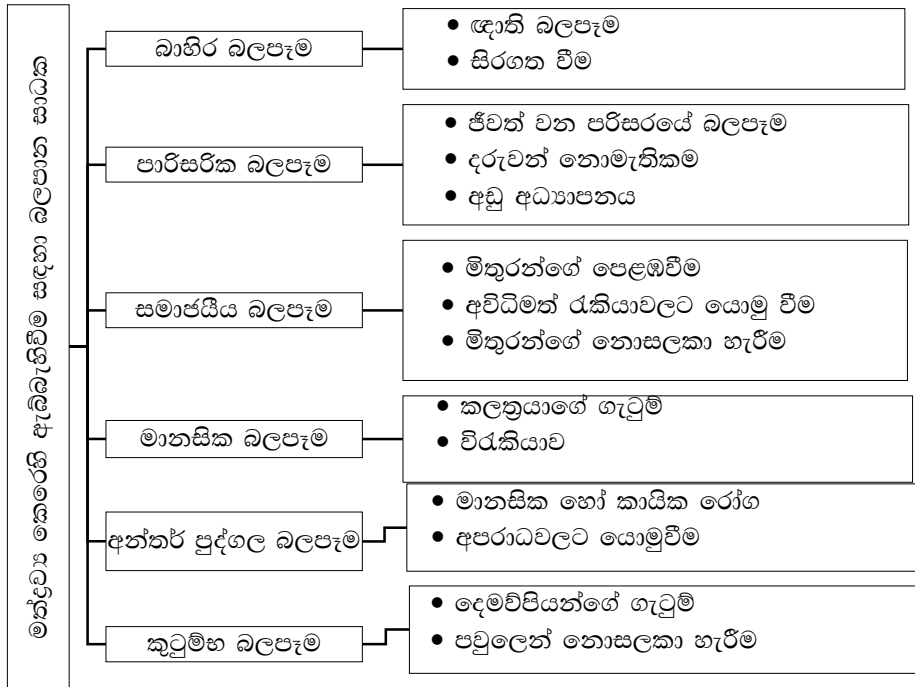 මත්ද්‍රව්‍ය කෙරෙහි ඇබ්බැහිවීම සඳහා බලපාන සාධක
බාහිර බලපෑම
• ඥාති බලපෑම
• සිරගත වීම
පාරිසරික බලපෑම
• ජීවත් වන පරිසරයේ බලපෑම
• දරුවන් නොමැතිකම
• අඩු අධ්‍යාපනය
සමාජයීය බලපෑම
• මිතුරන්ගේ පෙළඹවීම
• අවිධිමත් රැකියාවලට යොමු වීම
• මිතුරන්ගේ නොසලකා හැරීම
මානසික බලපෑම
• කලත්‍රයාගේ ගැටුම්
• විරැකියාව
අන්තර් පුද්ගල බලපෑම
• මානසික හෝ කායික රෝග
• අපරාධවලට යොමුවීම
කුටුම්භ බලපෑම
• දෙමව්පියන්ගේ ගැටුම්
• පවුලෙන් නොසලකා හැරීම